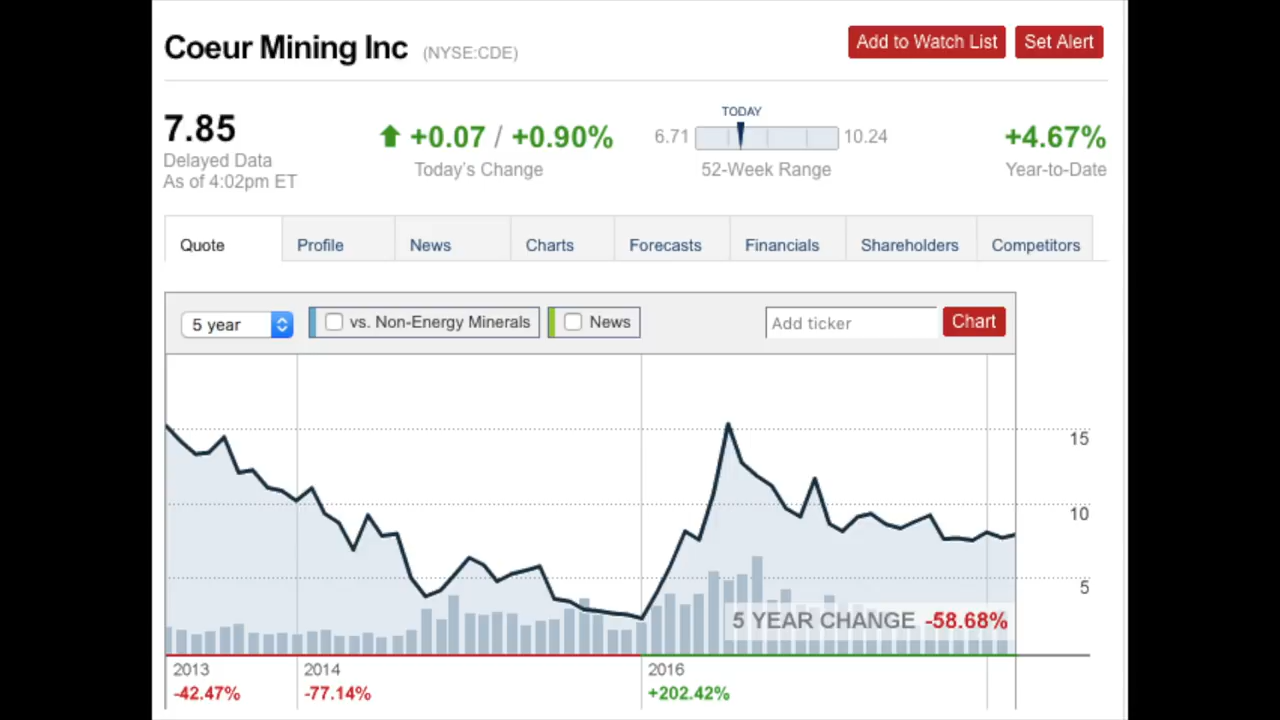 Coeur Mining Inc (NYSE:CDE)
Add to Watch List Set Alert
TODAY
7.85 +0.07 / +0.90% 6.71 10.24 +4.67%
Delayed Data Today's Change 52-Week Range Year-to-Date
As of 4:02pm ET
Quote Profile News Charts Forecasts Financials Shareholders Competitors
5 year vs. Non-Energy Minerals News Add ticker Chart
15
10
5
5 YEAR CHANGE -58.68%
2013 2014 2016
-42.47% -77.14% +202.42%